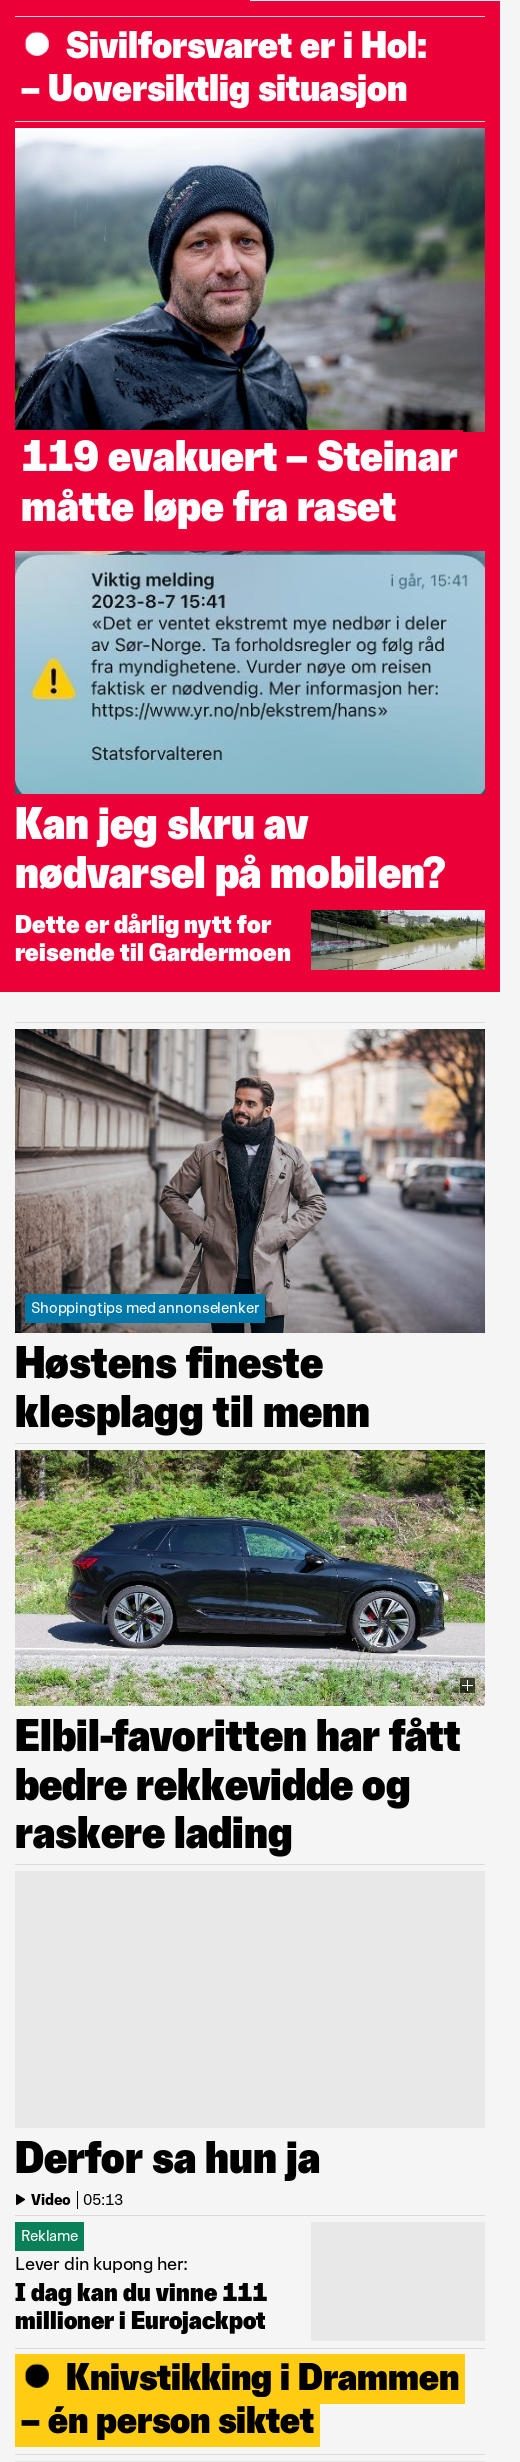 Sivilforsvaret er i Hol:
– Uoversiktlig situasjon
119 evakuert – Steinar
måtte løpe fra raset
Viktig melding
i går, 15:41
2023-8-7 15:41
«Det er ventet ekstremt mye nedbør i deler
av Sør-Norge. Ta forholdsregler og følg råd
fra myndighetene. Vurder nøye om reisen
faktisk er nødvendig. Mer informasjon her:
https://www.yr.no/nb/ekstrem/hans»
Statsforvalteren
Kan jeg skru av
nødvarsel på mobilen?
Dette er dårlig nytt for
reisende til Gardermoen
Shoppingtips med annonselenker
Høstens fineste
klesplagg til menn
Elbil-favoritten har fått
bedre rekkevidde og
raskere lading
Derfor sa hun ja
Video | 05:13
Reklame
Lever din kupong her:
I dag kan du vinne 111
millioner i Eurojackpot
Knivstikking i Drammen
– én person siktet